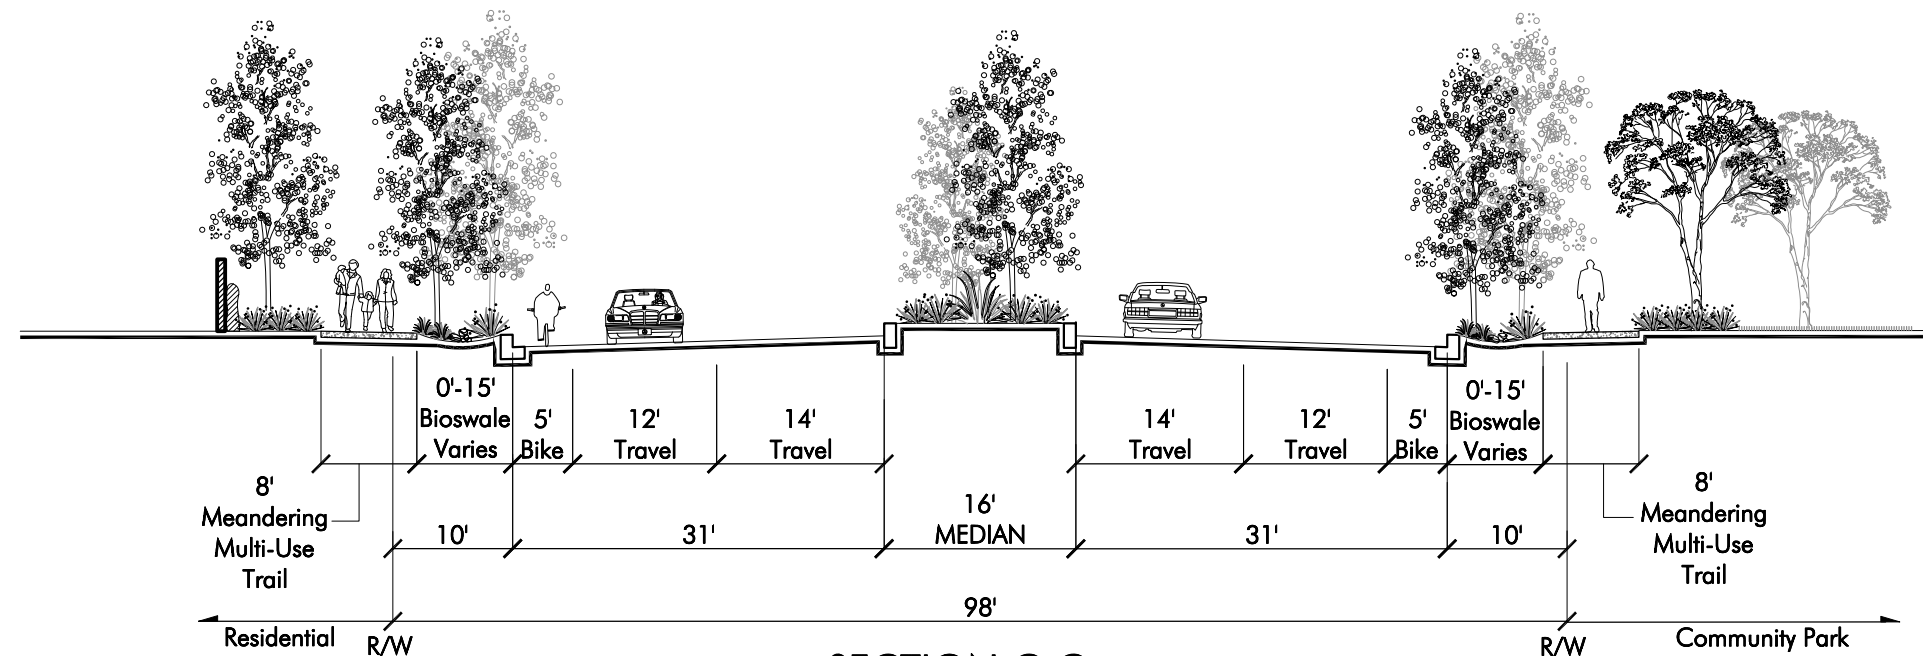 0'-15'
Bioswale
Varies
5'
Bike
12'
Travel
14'
Travel
14'
Travel
12'
Travel
5'
Bike
0'-15'
Bioswale
Varies
8'
Meandering
Multi-Use
Trail
10'
31'
16'
MEDIAN
31'
10'
8'
Meandering
Multi-Use
Trail
98'
Residential
R/W
R/W
Community Park